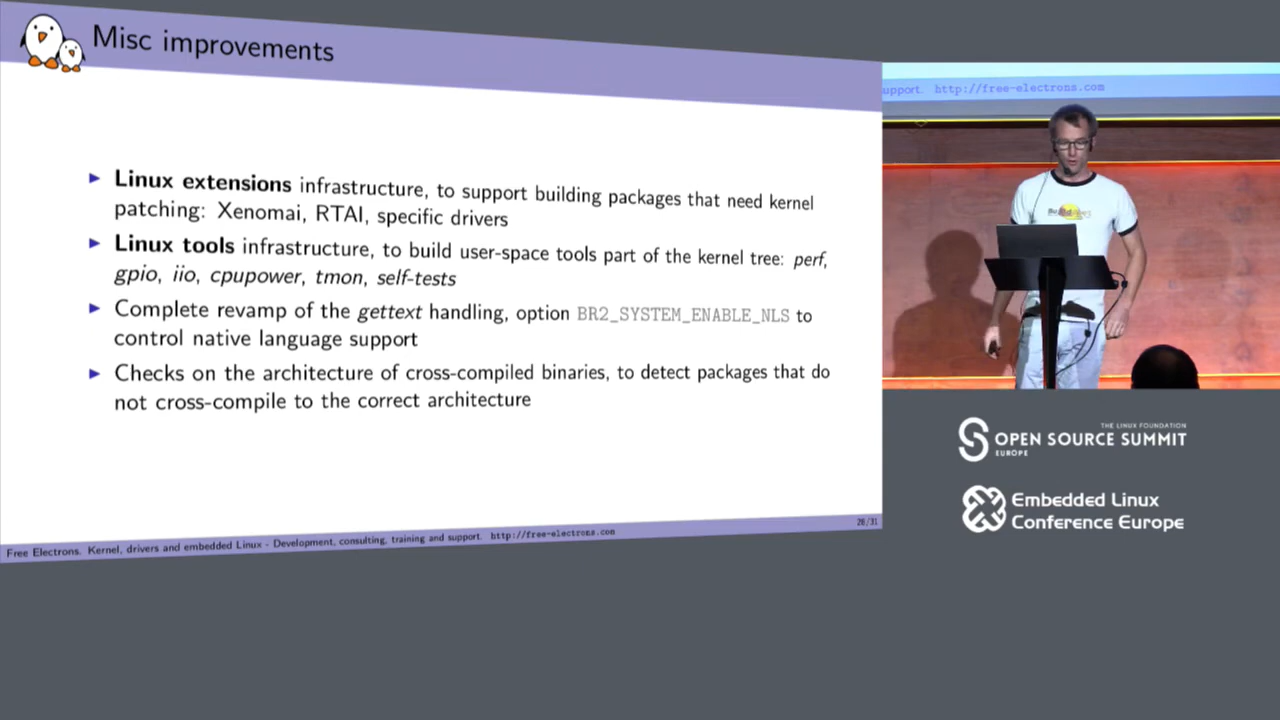 Misc improvements
▶ Linux extensions infrastructure, to support building packages that need kernel
patching: Xenomai, RTAI, specific drivers
▶ Linux tools infrastructure, to build user-space tools part of the kernel tree: perf,
gpio, iio, cpupower, tmon, self-tests
▶ Complete revamp of the gettext handling, option BR2_SYSTEM_ENABLE_NLS to
control native language support
▶ Checks on the architecture of cross-compiled binaries, to detect packages that do
not cross-compile to the correct architecture
Free Electrons. Kernel, drivers and embedded Linux - Development, consulting, training and support. http://free-electrons.com
26/31
upport. http://free-electrons.com
THE LINUX FOUNDATION
OPEN SOURCE SUMMIT
EUROPE
Embedded Linux
Conference Europe